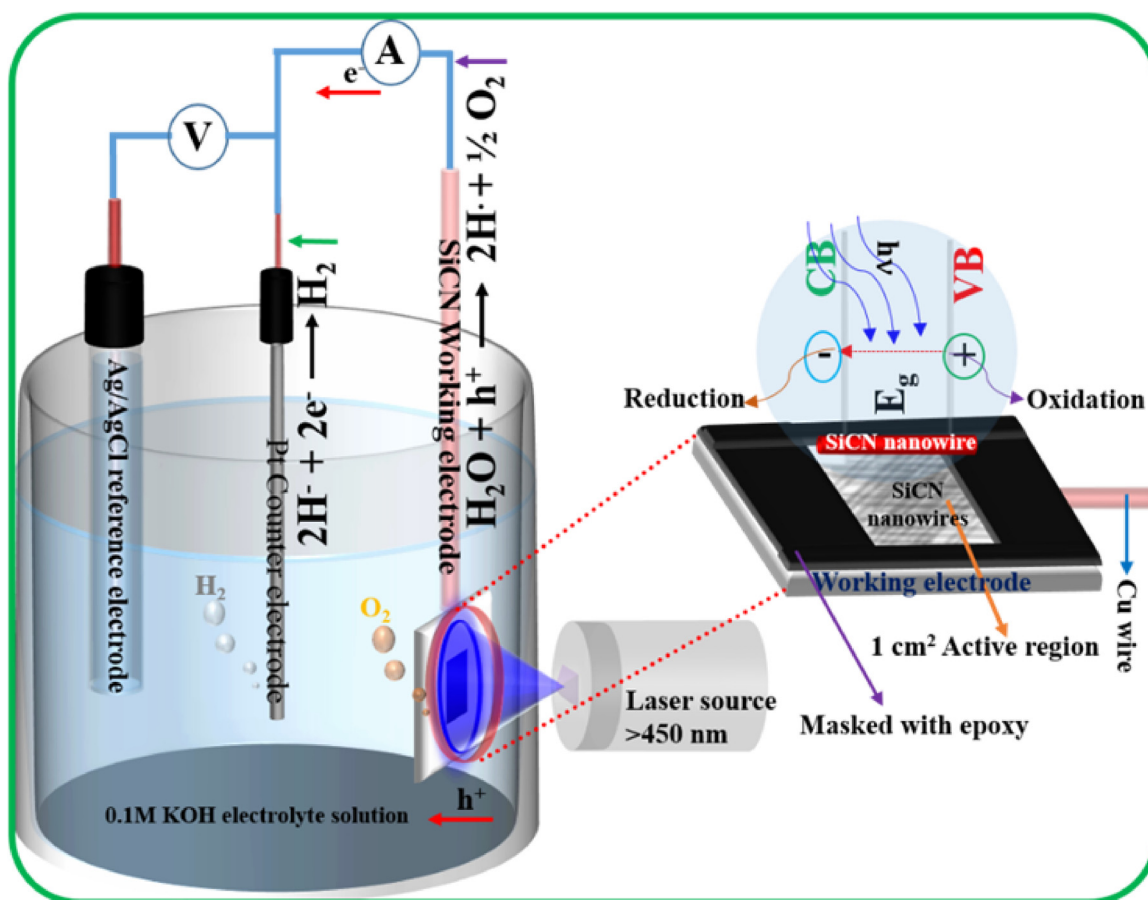 A
e⁻
V
Ag/AgCl reference electrode
Pt Counter electrode
2H⋅ + 2e⁻ ⟶ H₂
SiCN Working electrode
H₂O + h⁺ ⟶ 2H⋅ + ½ O₂
H₂
O₂
h⁺
0.1M KOH electrolyte solution
Laser source
>450 nm
CB
hν
VB
-
+
E_g
Reduction
Oxidation
SiCN nanowire
SiCN
nanowires
Working electrode
Cu wire
1 cm² Active region
Masked with epoxy